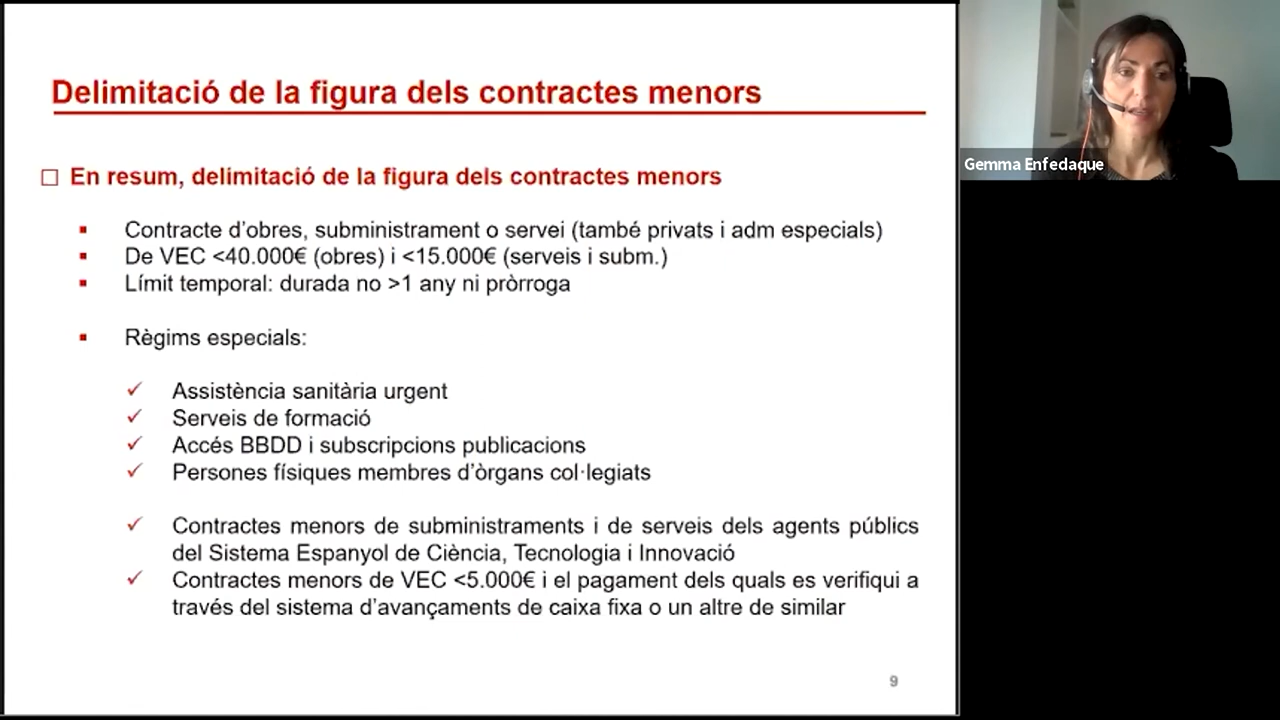 Delimitació de la figura dels contractes menors
En resum, delimitació de la figura dels contractes menors
Contracte d'obres, subministrament o servei (també privats i adm especials)
De VEC <40.000€ (obres) i <15.000€ (serveis i subm.)
Límit temporal: durada no >1 any ni pròrroga
Règims especials:
Assistència sanitària urgent
Serveis de formació
Accés BBDD i subscripcions publicacions
Persones físiques membres d'òrgans col·legiats
Contractes menors de subministraments i de serveis dels agents públics
del Sistema Espanyol de Ciència, Tecnologia i Innovació
Contractes menors de VEC <5.000€ i el pagament dels quals es verifiqui a
través del sistema d'avançaments de caixa fixa o un altre de similar
9
Gemma Enfedaque